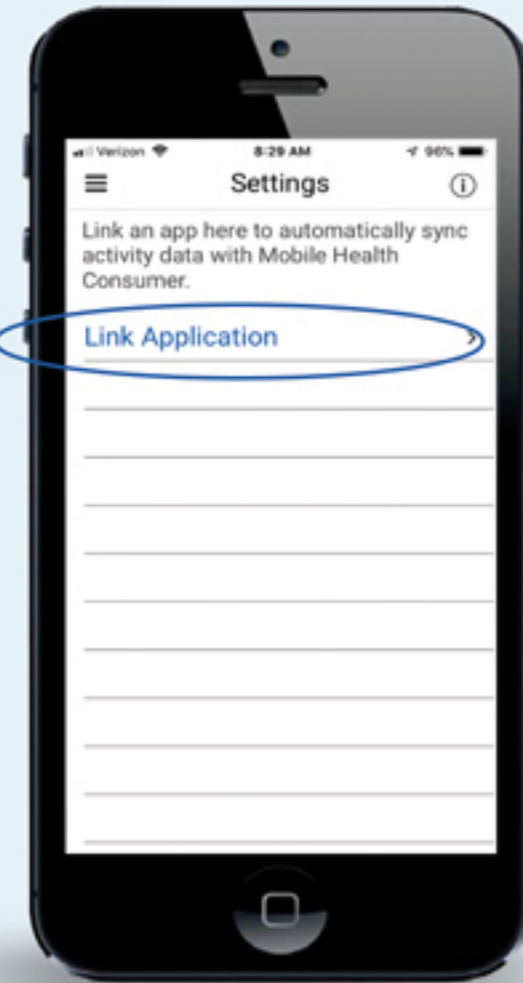 Verizon 8:29 AM 96%
Settings
Link an app here to automatically sync
activity data with Mobile Health
Consumer.
Link Application